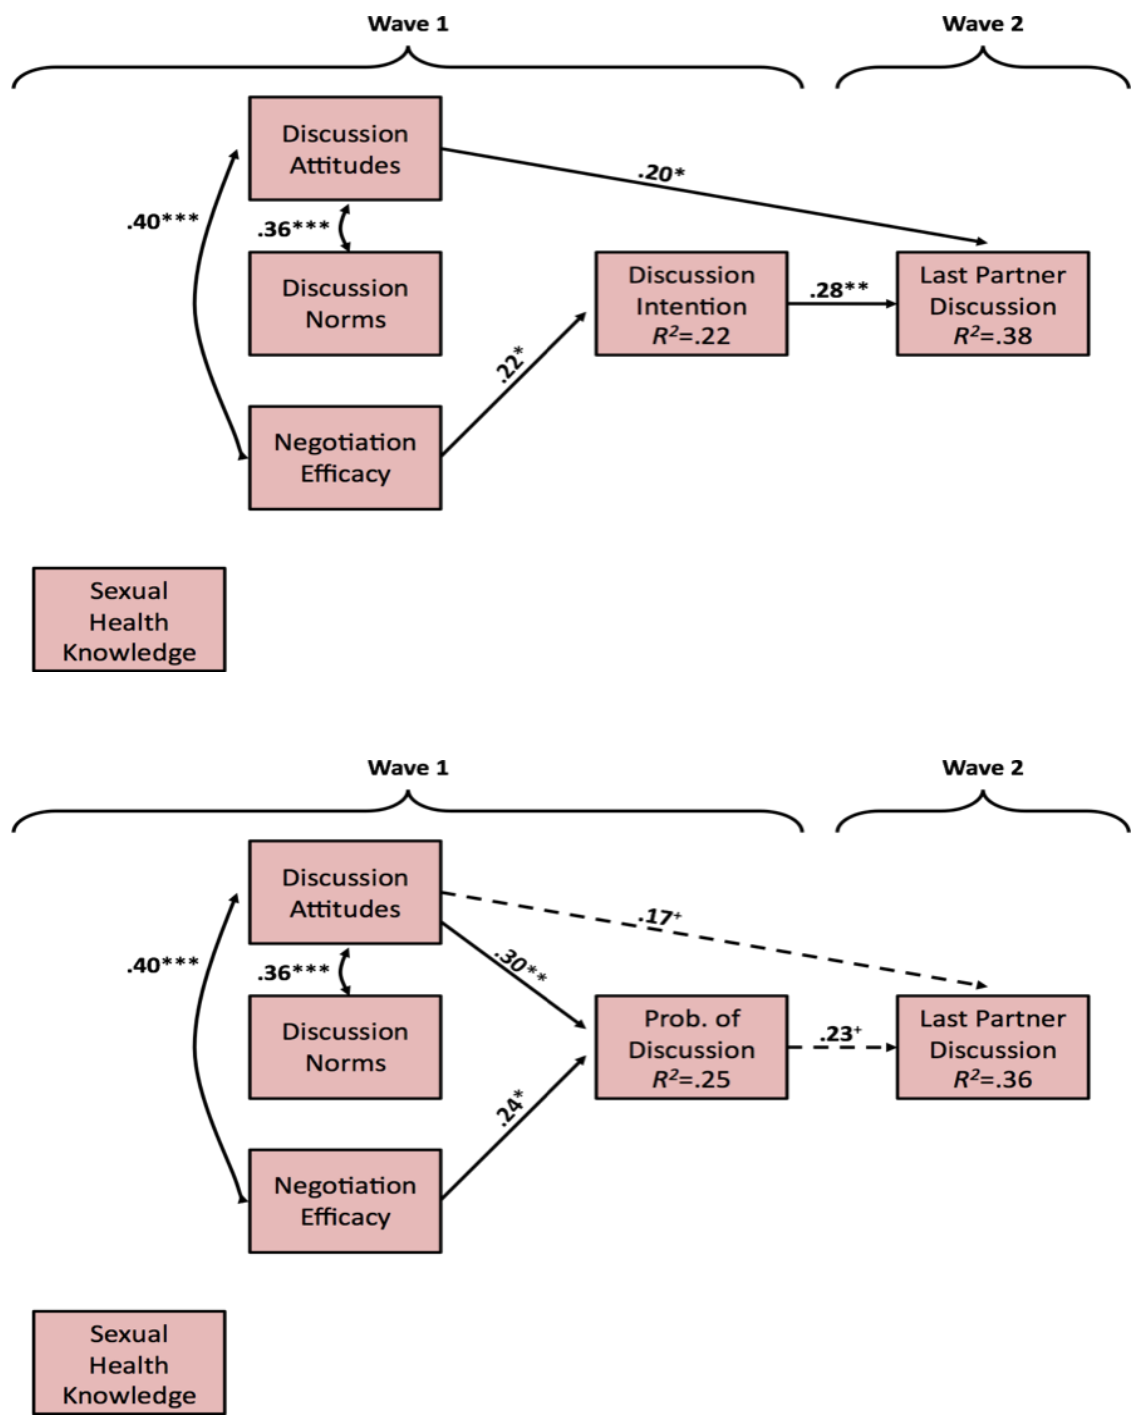 Wave 1
Wave 2
Discussion
Attitudes
.20*
.40***
.36***
Discussion
Norms
Discussion
Intention
R²=.22
.28**
Last Partner
Discussion
R²=.38
.22*
Negotiation
Efficacy
Sexual
Health
Knowledge
Wave 1
Wave 2
Discussion
Attitudes
.17⁺
.40***
.36***
.30**
Discussion
Norms
Prob. of
Discussion
R²=.25
.23⁺
Last Partner
Discussion
R²=.36
.24*
Negotiation
Efficacy
Sexual
Health
Knowledge